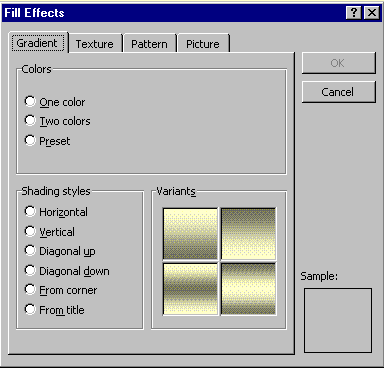 Fill Effects
Gradient Texture Pattern Picture
Colors
One color
Two colors
Preset
OK
Cancel
Shading styles
Horizontal
Vertical
Diagonal up
Diagonal down
From corner
From title
Variants
Sample: